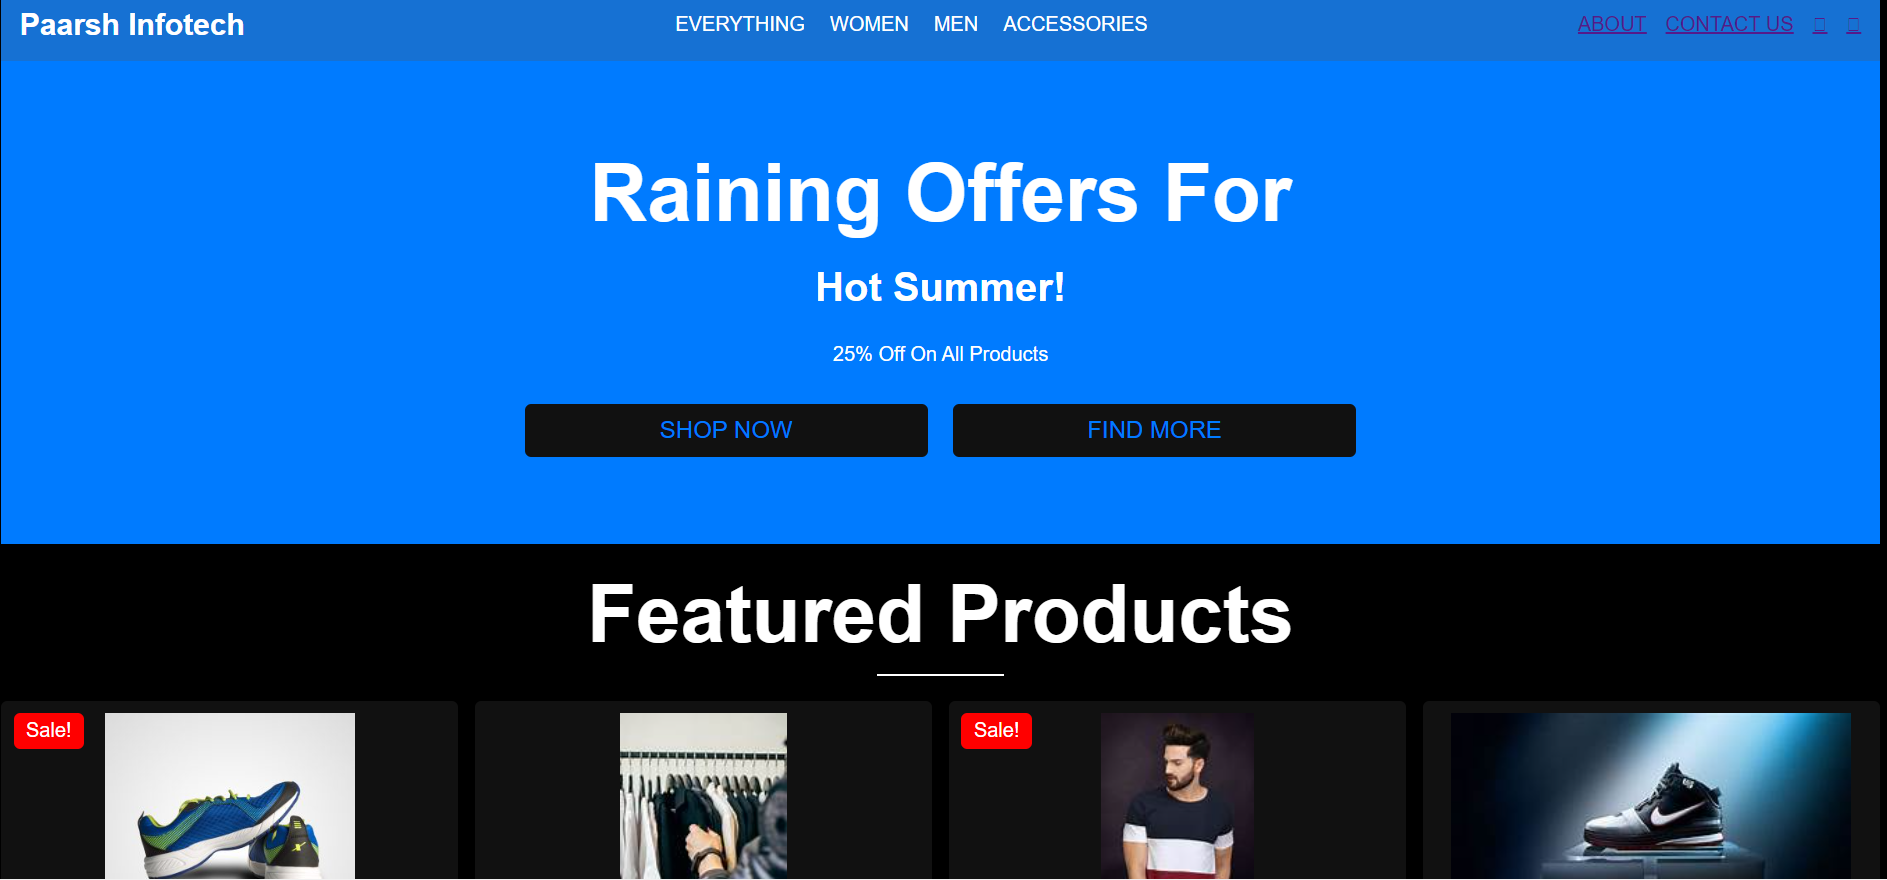 Paarsh Infotech
EVERYTHING WOMEN MEN ACCESSORIES
ABOUT CONTACT US
Raining Offers For
Hot Summer!
25% Off On All Products
SHOP NOW FIND MORE
Featured Products
Sale!
Sale!